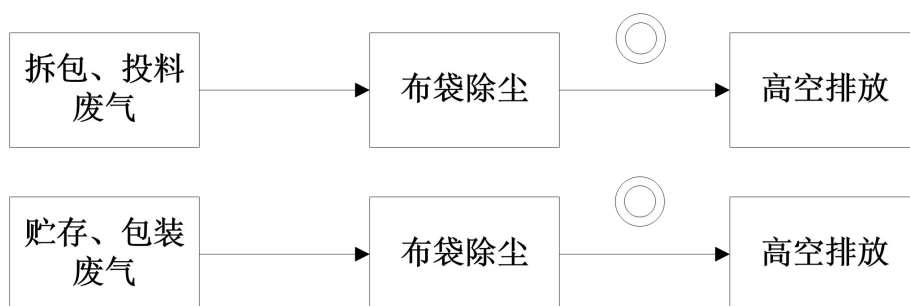 拆包、投料
废气
布袋除尘
高空排放
贮存、包装
废气
布袋除尘
高空排放